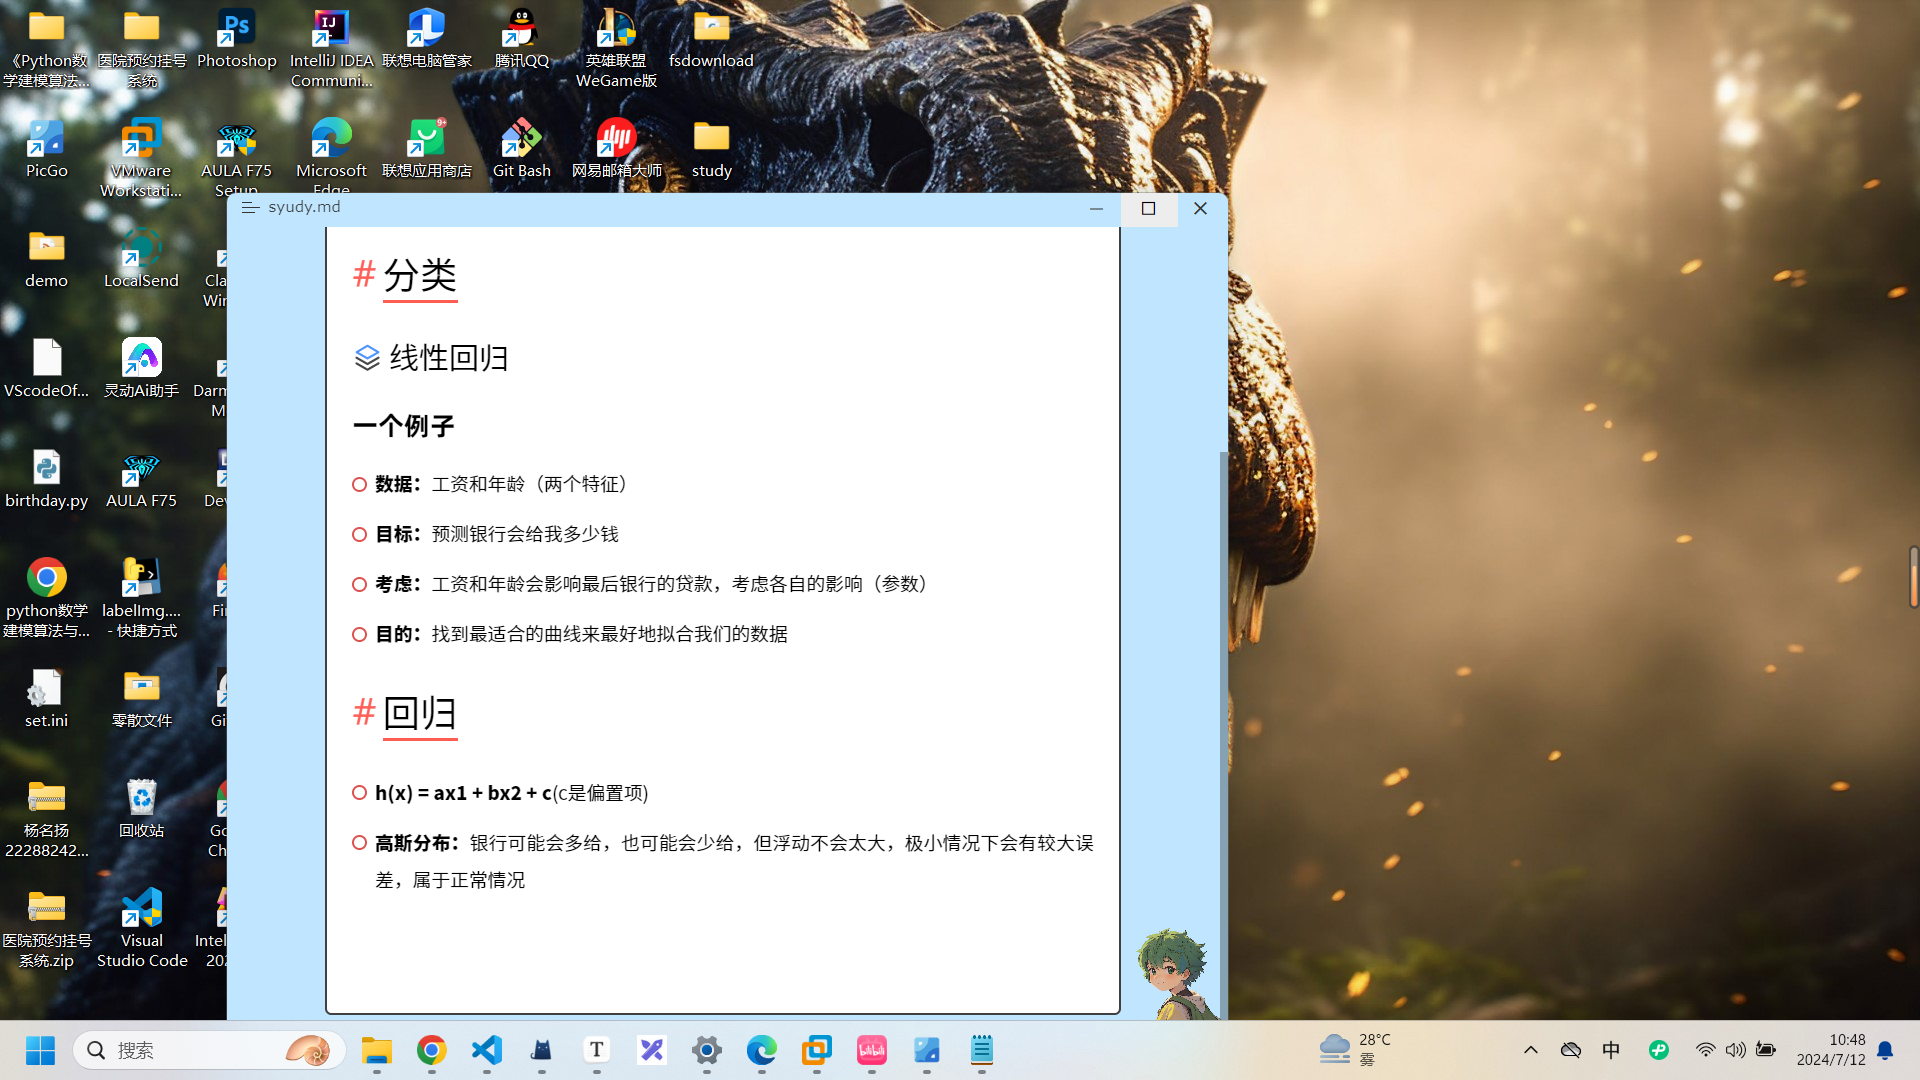 《Python数
学建模算法...
医院预约挂号
系统
Photoshop
IntelliJ IDEA
Communi...
联想电脑管家
腾讯QQ
英雄联盟
WeGame版
fsdownload
PicGo
VMware
Workstati...
AULA F75
Setup
Microsoft
Edge
联想应用商店
Git Bash
网易邮箱大师
study
demo
LocalSend
VScodeOf...
灵动Ai助手
birthday.py
AULA F75
python数学
建模算法与...
labelImg....
- 快捷方式
set.ini
零散文件
杨名扬
22288242...
回收站
医院预约挂号
系统.zip
Visual
Studio Code
syudy.md
# 分类
线性回归
一个例子
数据：工资和年龄（两个特征）
目标：预测银行会给我多少钱
考虑：工资和年龄会影响最后银行的贷款，考虑各自的影响（参数）
目的：找到最适合的曲线来最好地拟合我们的数据
# 回归
h(x) = ax1 + bx2 + c(c是偏置项)
高斯分布：银行可能会多给，也可能会少给，但浮动不会太大，极小情况下会有较大误
差，属于正常情况
搜索
28°C
雾
中
10:48
2024/7/12